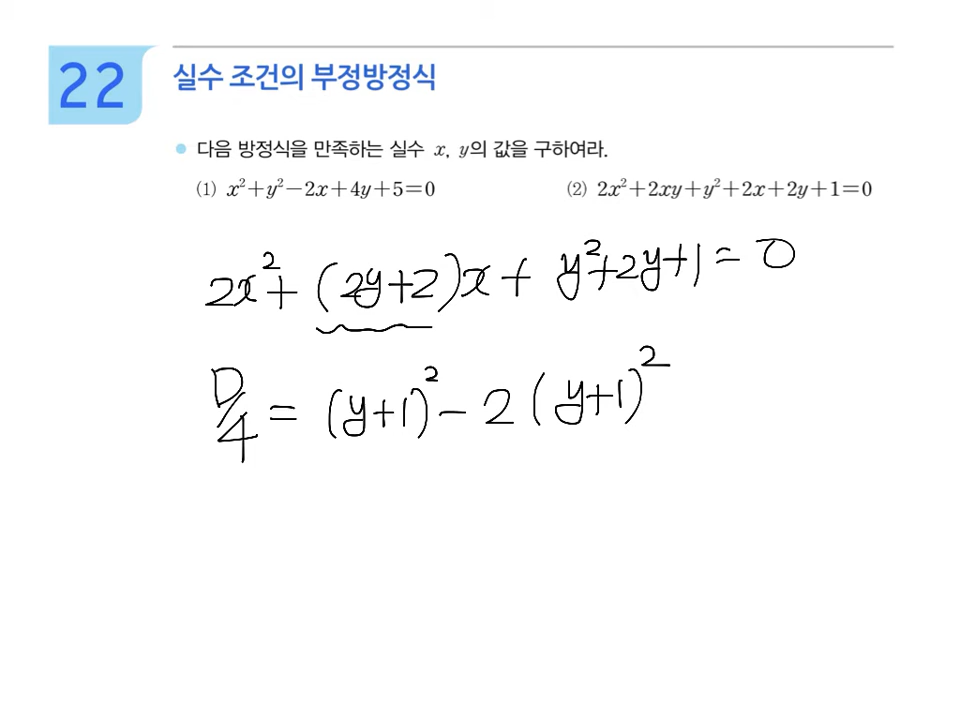 22 실수 조건의 부정방정식
다음 방정식을 만족하는 실수 x, y의 값을 구하여라.
(1) x²+y²−2x+4y+5=0 (2) 2x²+2xy+y²+2x+2y+1=0
2x²+(2y+2)x+y²+2y+1=0
D/4=(y+1)²−2(y+1)²